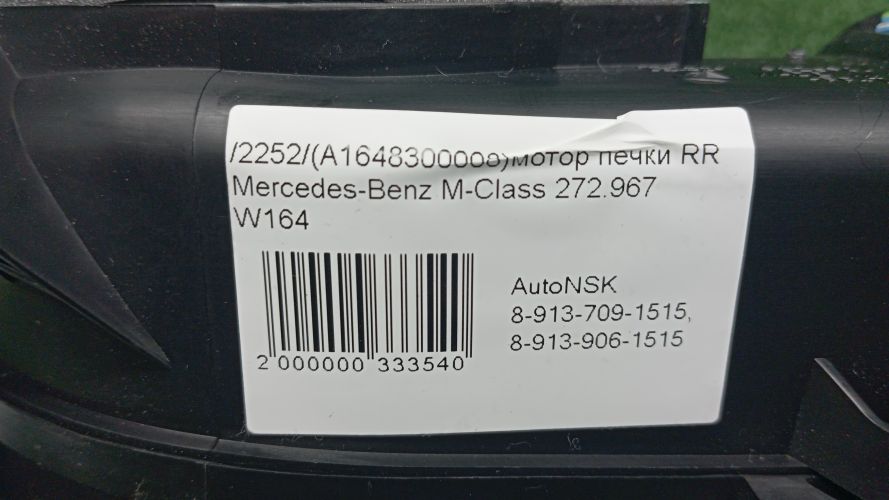 /2252/(A1648300008)мотор печки RR
Mercedes-Benz M-Class 272.967
W164
AutoNSK
8-913-709-1515,
8-913-906-1515
2 000000 333540